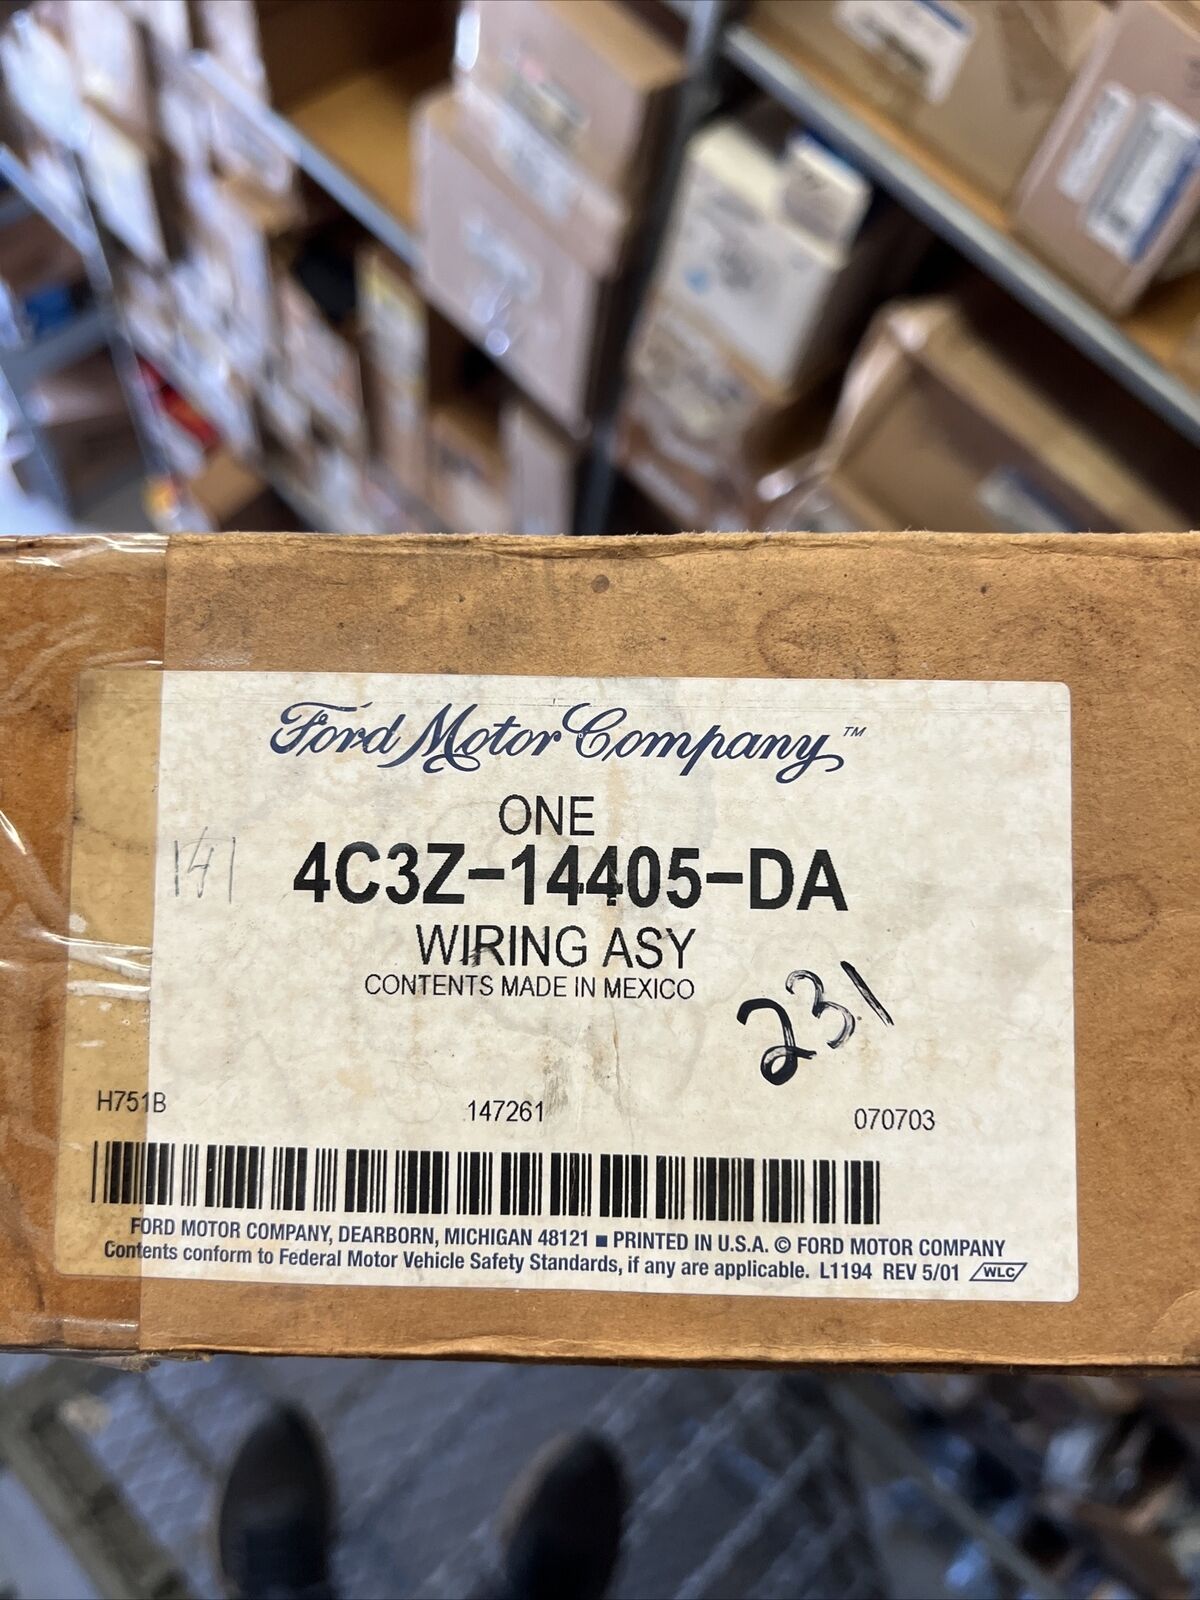 Ford Motor Company™
ONE
141
4C3Z-14405-DA
WIRING ASY
CONTENTS MADE IN MEXICO
231
H751B 147261 070703
FORD MOTOR COMPANY, DEARBORN, MICHIGAN 48121 ■ PRINTED IN U.S.A. © FORD MOTOR COMPANY
Contents conform to Federal Motor Vehicle Safety Standards, if any are applicable. L1194 REV 5/01 WLC